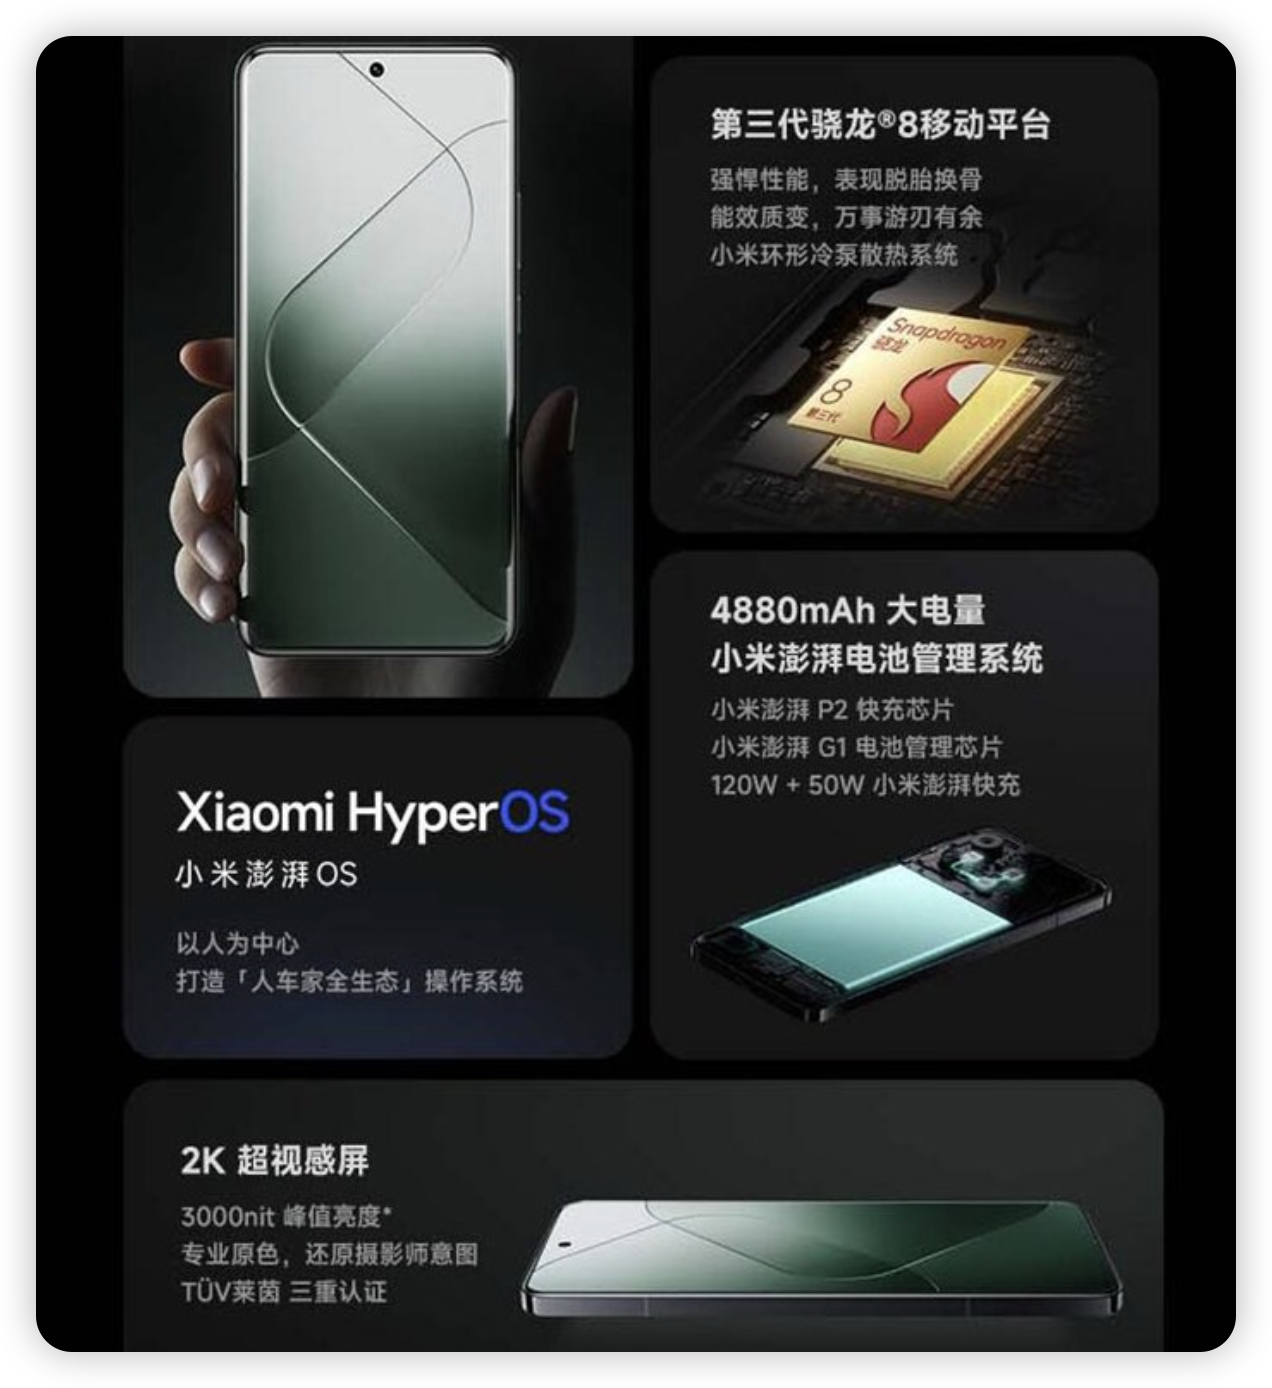 第三代骁龙®8移动平台
强悍性能，表现脱胎换骨
能效质变，万事游刃有余
小米环形冷泵散热系统
Snapdragon
骁龙
8
第三代
4880mAh 大电量
小米澎湃电池管理系统
小米澎湃 P2 快充芯片
小米澎湃 G1 电池管理芯片
120W + 50W 小米澎湃快充
Xiaomi HyperOS
小米澎湃OS
以人为中心
打造「人车家全生态」操作系统
2K 超视感屏
3000nit 峰值亮度*
专业原色，还原摄影师意图
TÜV莱茵 三重认证